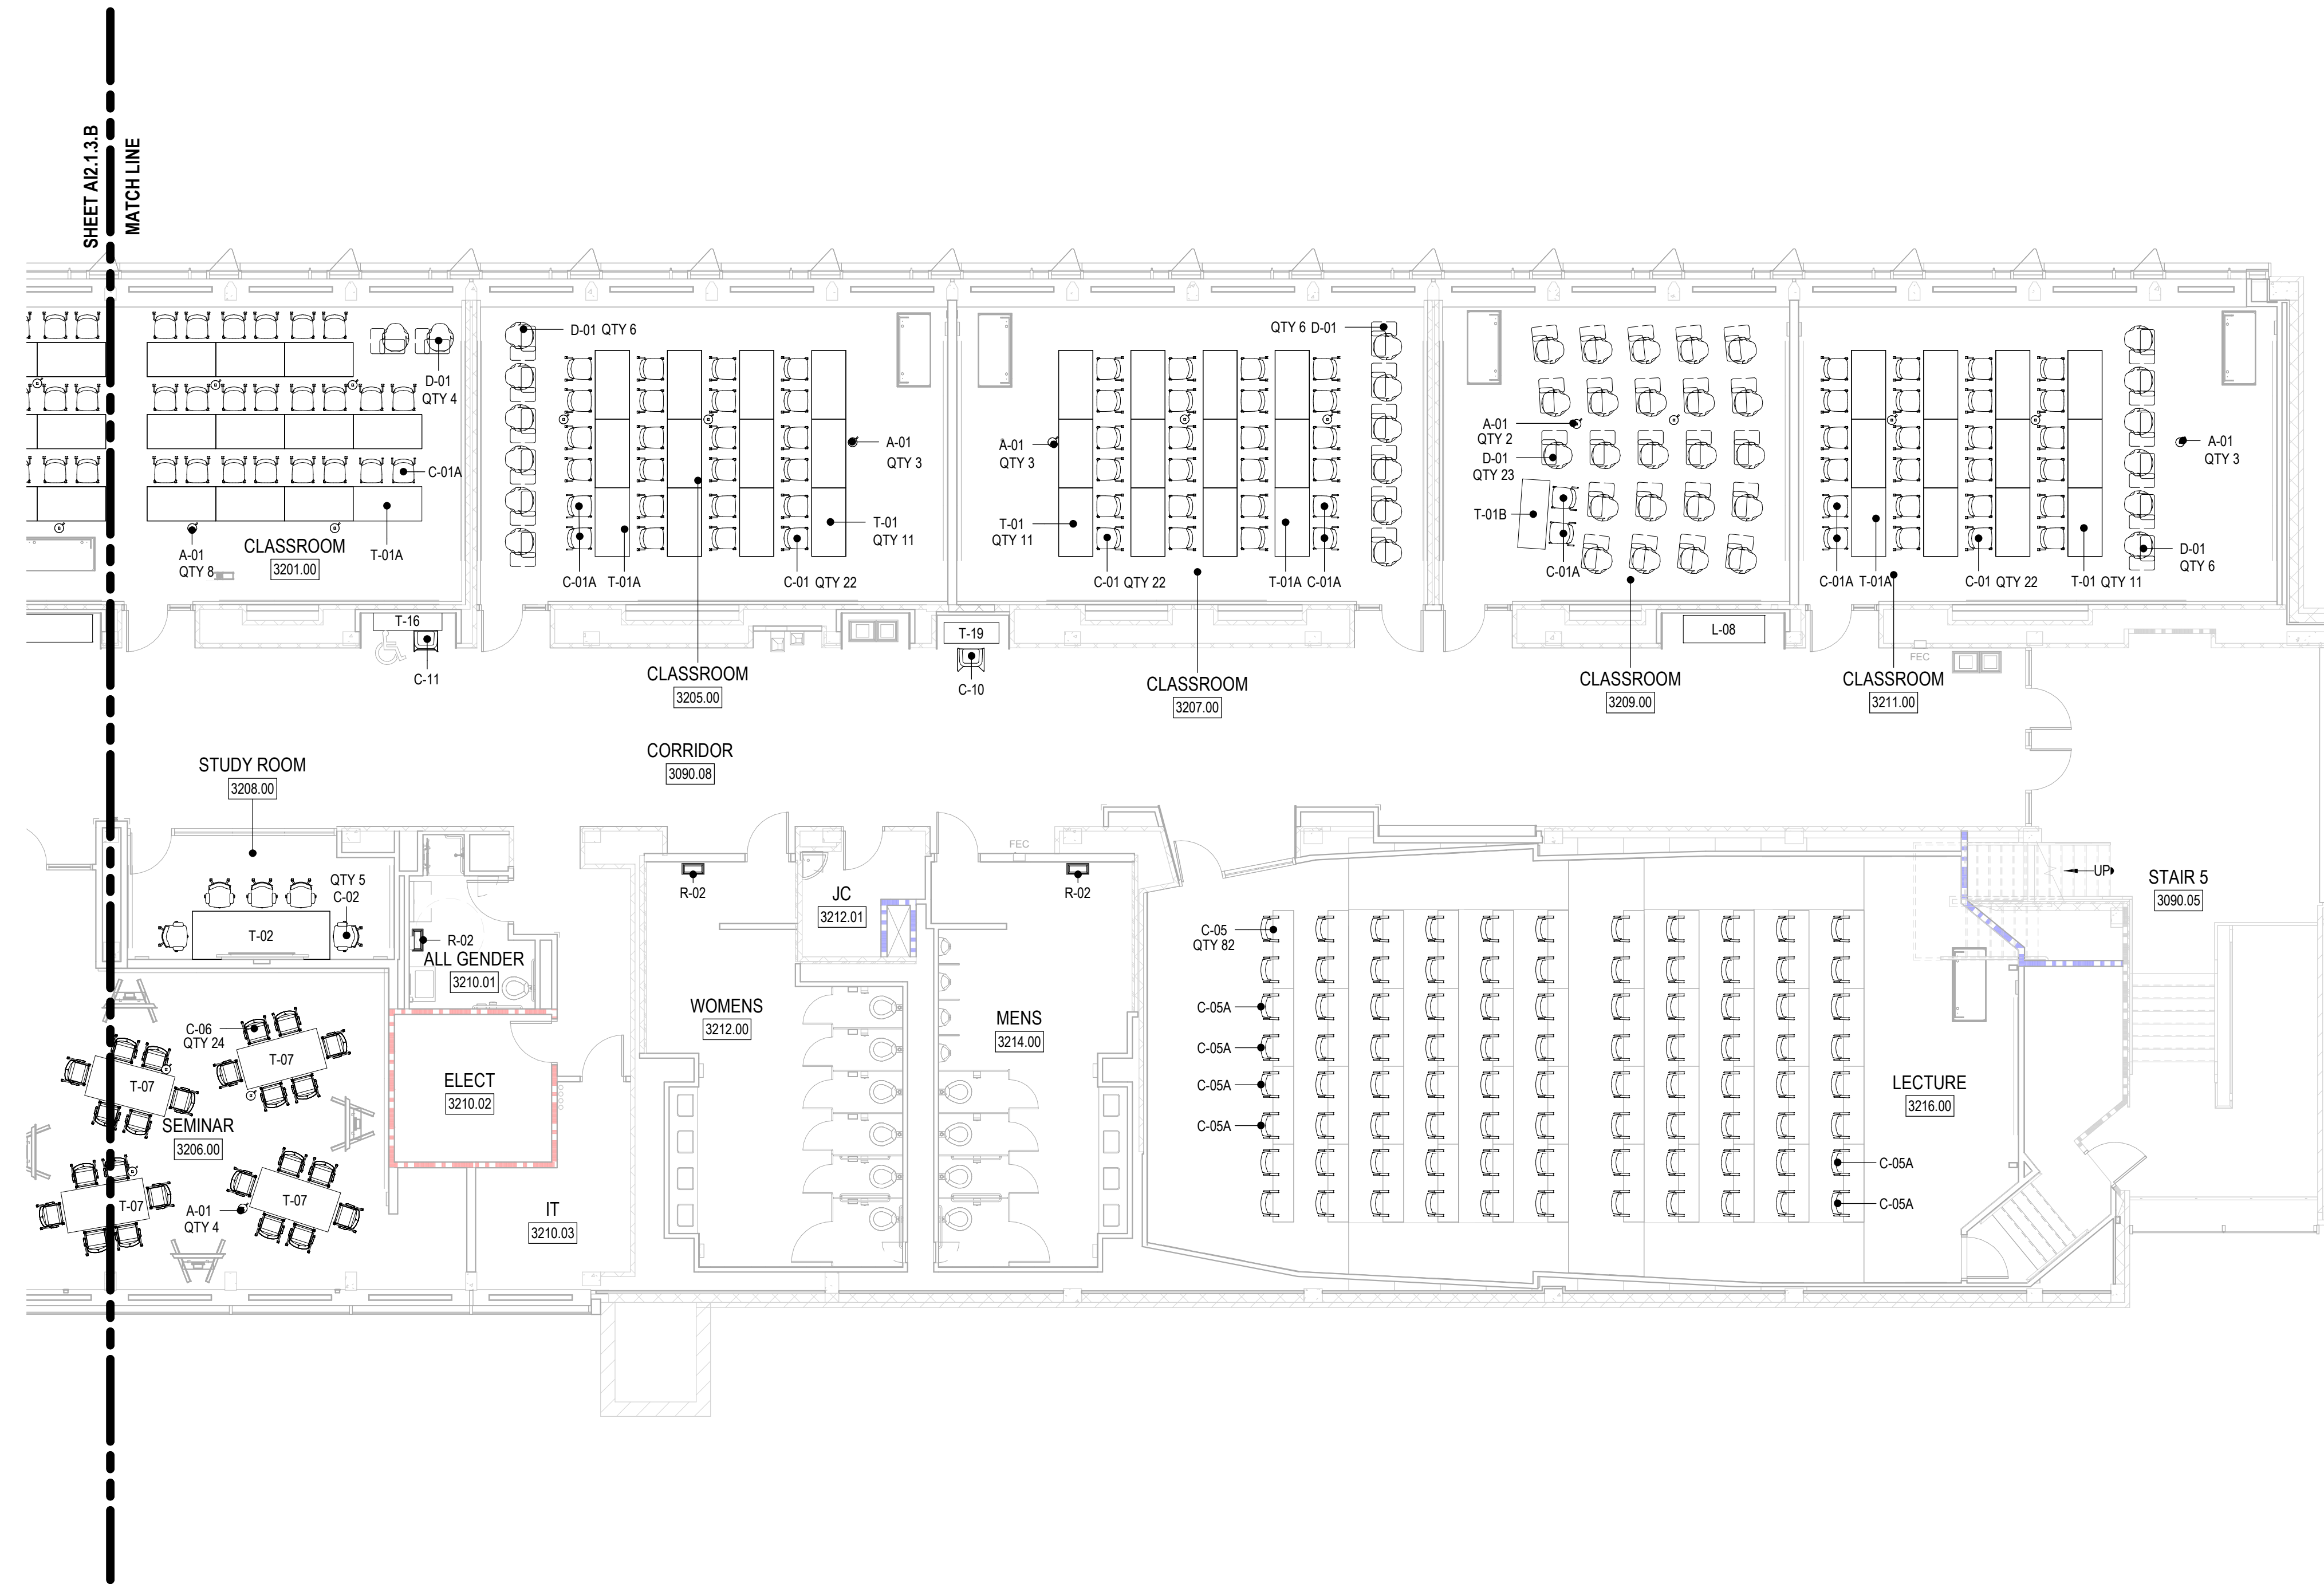 SHEET AI2.1.3.B
MATCH LINE
D-01
QTY 4
C-01A
A-01
QTY 8
CLASSROOM
3201.00
T-01A
D-01 QTY 6
A-01
QTY 3
T-01
QTY 11
C-01A
T-01A
C-01 QTY 22
QTY 6 D-01
A-01
QTY 3
T-01
QTY 11
C-01 QTY 22
T-01A
C-01A
A-01
QTY 2
D-01
QTY 23
T-01B
C-01A
A-01
QTY 3
D-01
QTY 6
C-01A
T-01A
C-01 QTY 22
T-01 QTY 11
T-16
C-11
T-19
C-10
L-08
FEC
CLASSROOM
3205.00
CLASSROOM
3207.00
CLASSROOM
3209.00
CLASSROOM
3211.00
CORRIDOR
3090.08
STUDY ROOM
3208.00
QTY 5
C-02
T-02
R-02
ALL GENDER
3210.01
R-02
JC
3212.01
FEC
R-02
UP
STAIR 5
3090.05
C-05
QTY 82
C-05A
C-05A
C-05A
C-05A
C-05A
C-05A
LECTURE
3216.00
WOMENS
3212.00
MENS
3214.00
ELECT
3210.02
IT
3210.03
C-06
QTY 24
T-07
T-07
SEMINAR
3206.00
T-07
T-07
A-01
QTY 4